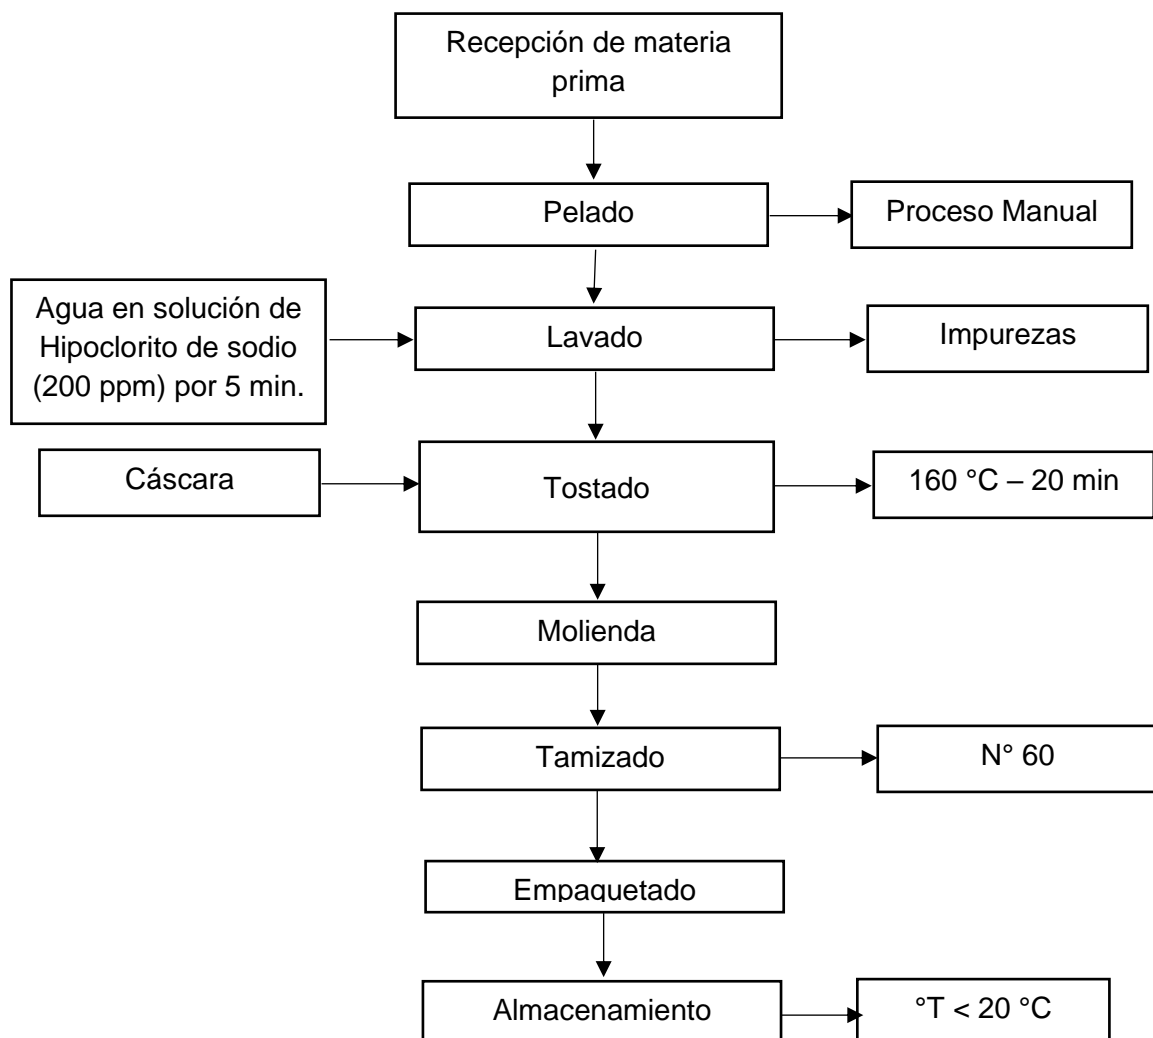 Recepción de materia
prima
Pelado
Proceso Manual
Agua en solución de
Hipoclorito de sodio
(200 ppm) por 5 min.
Lavado
Impurezas
Cáscara
Tostado
160 °C – 20 min
Molienda
Tamizado
N° 60
Empaquetado
Almacenamiento
°T < 20 °C